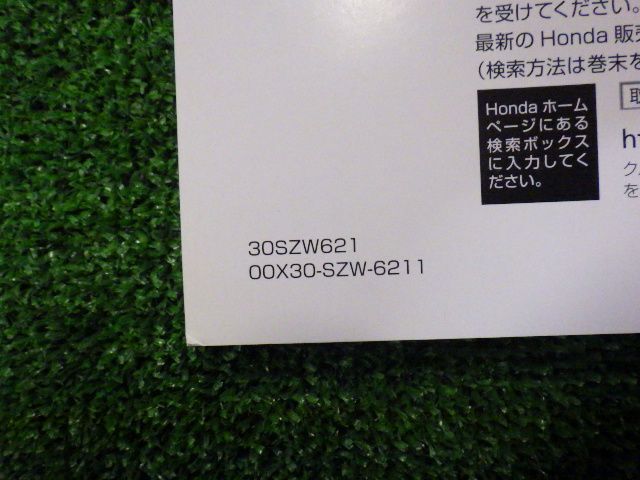 を受けてください。
最新の Honda 販売
（検索方法は巻末を
Honda ホーム
ページにある
検索ボックス
に入力してく
ださい。
30SZW621
00X30-SZW-6211